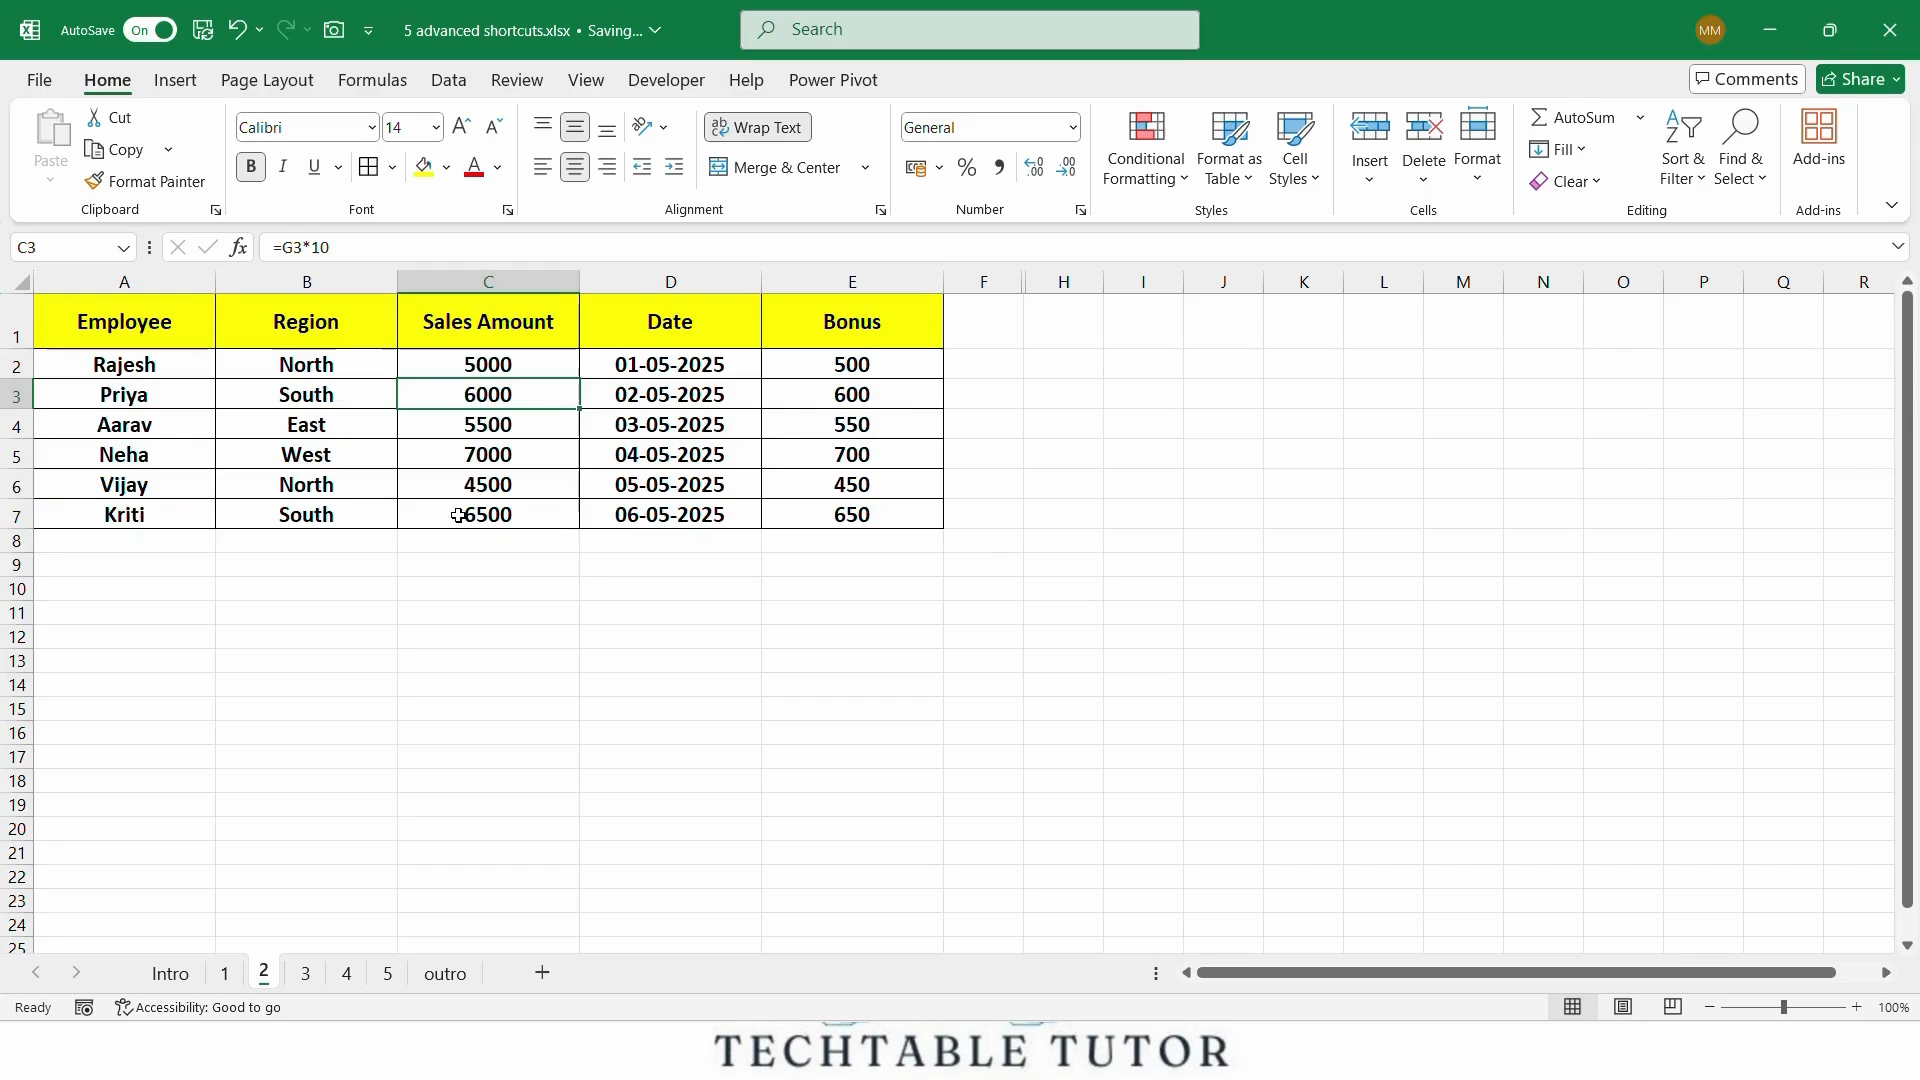 AutoSave On 5 advanced shortcuts.xlsx • Saving... Search MM
File Home Insert Page Layout Formulas Data Review View Developer Help Power Pivot Comments Share
Paste Cut Copy Format Painter Clipboard
Calibri 14 B I U A Font
ab Wrap Text Merge & Center Alignment
General % Number
Conditional Formatting Format as Table Cell Styles Styles
Insert Delete Format Cells
AutoSum Fill Clear Sort & Filter Find & Select Editing
Add-ins Add-ins
C3 fx =G3*10
A B C D E F H I J K L M N O P Q R
1 Employee Region Sales Amount Date Bonus
2 Rajesh North 5000 01-05-2025 500
3 Priya South 6000 02-05-2025 600
4 Aarav East 5500 03-05-2025 550
5 Neha West 7000 04-05-2025 700
6 Vijay North 4500 05-05-2025 450
7 Kriti South 6500 06-05-2025 650
8
9
10
11
12
13
14
15
16
17
18
19
20
21
22
23
24
25
Intro 1 2 3 4 5 outro +
Ready Accessibility: Good to go 100%
TECHTABLE TUTOR